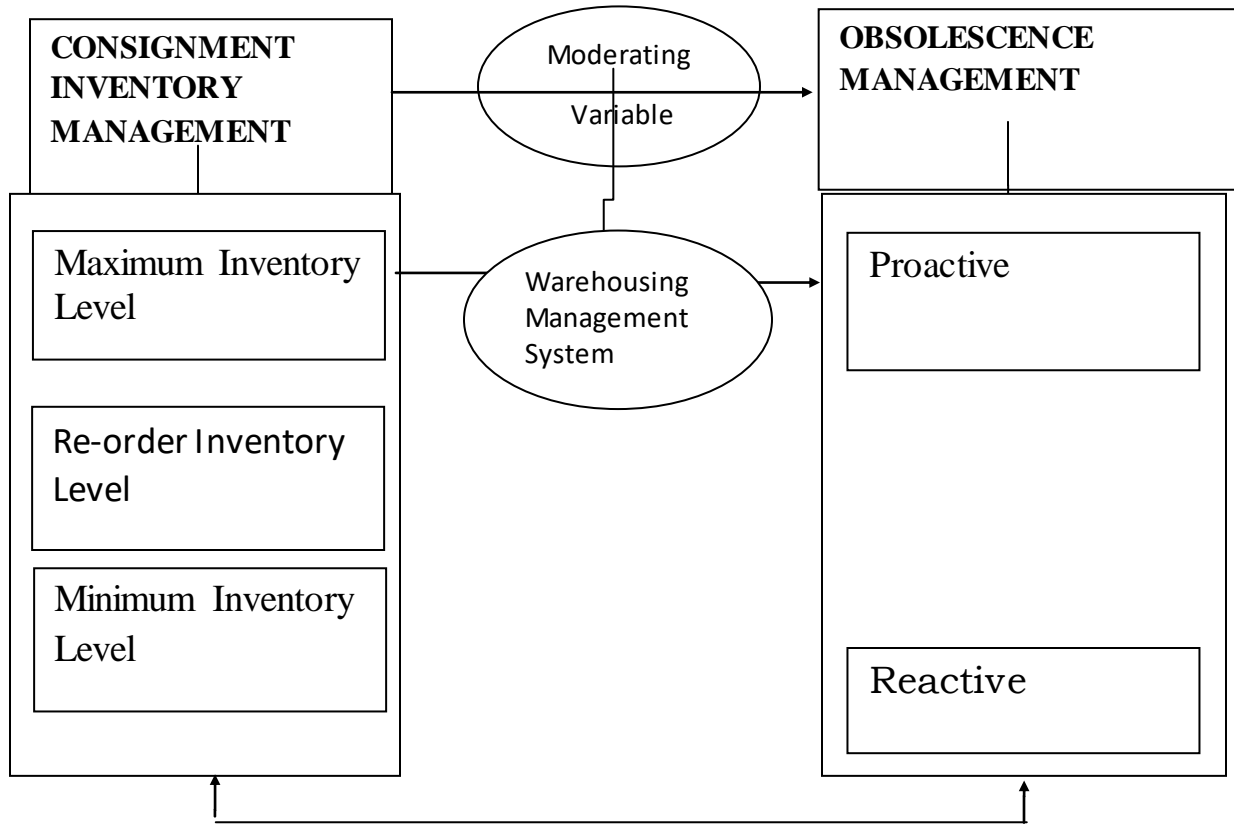 CONSIGNMENT
INVENTORY
MANAGEMENT
Moderating
Variable
OBSOLESCENCE
MANAGEMENT
Maximum Inventory
Level
Re-order Inventory
Level
Minimum Inventory
Level
Warehousing
Management
System
Proactive
Reactive